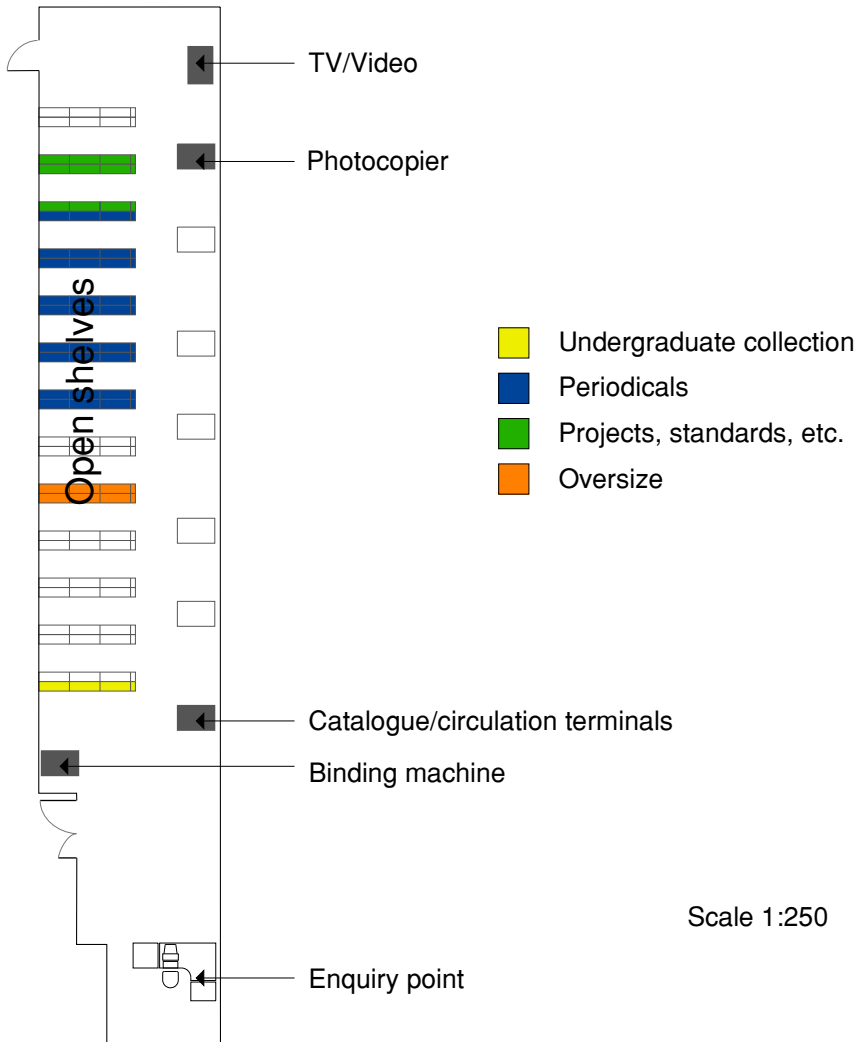 TV/Video
Photocopier
Open shelves
Undergraduate collection
Periodicals
Projects, standards, etc.
Oversize
Catalogue/circulation terminals
Binding machine
Scale 1:250
Enquiry point